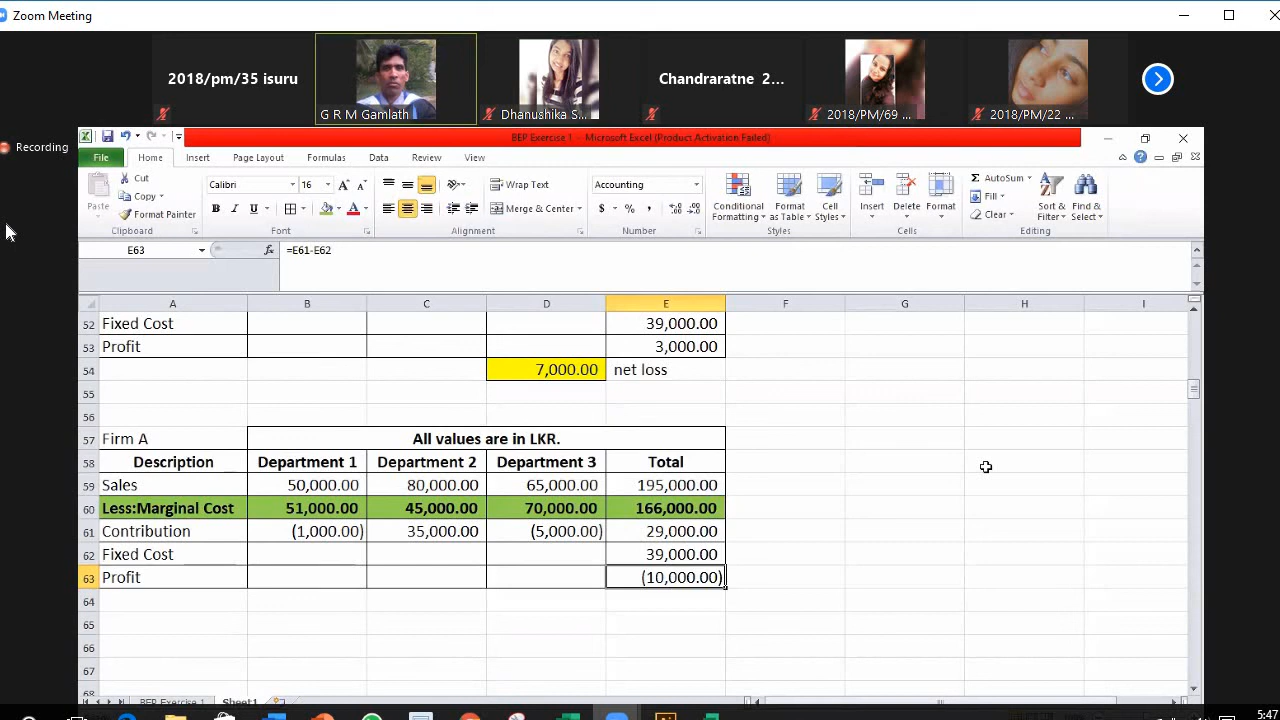 Zoom Meeting
2018/pm/35 isuru
G R M Gamlath
Dhanushika S...
Chandraratne 2...
2018/PM/69 ...
2018/PM/22 ...
Recording
BEP Exercise 1 - Microsoft Excel (Product Activation Failed)
File Home Insert Page Layout Formulas Data Review View
Paste
Cut
Copy
Format Painter
Clipboard
Calibri 16
B I U
Font
Wrap Text
Merge & Center
Alignment
Accounting
$ % ,
Number
Conditional Formatting
Format as Table
Cell Styles
Styles
Insert Delete Format
Cells
AutoSum
Fill
Clear
Sort & Filter
Find & Select
Editing
E63 fx =E61-E62
A B C D E F G H I
52 Fixed Cost 39,000.00
53 Profit 3,000.00
54 7,000.00 net loss
55
56
57 Firm A All values are in LKR.
58 Description Department 1 Department 2 Department 3 Total
59 Sales 50,000.00 80,000.00 65,000.00 195,000.00
60 Less:Marginal Cost 51,000.00 45,000.00 70,000.00 166,000.00
61 Contribution (1,000.00) 35,000.00 (5,000.00) 29,000.00
62 Fixed Cost 39,000.00
63 Profit (10,000.00)
64
65
66
67
68
BEP Exercise 1 Sheet1
5:47